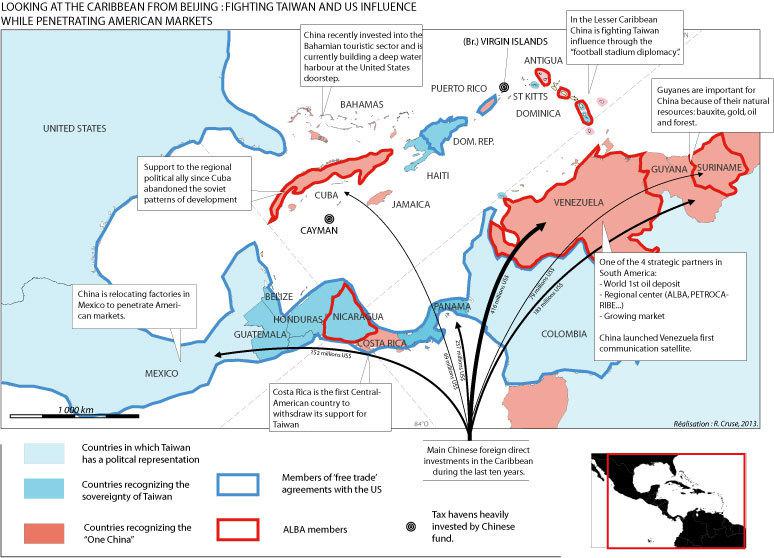 LOOKING AT THE CARIBBEAN FROM BEIJING : FIGHTING TAIWAN AND US INFLUENCE
WHILE PENETRATING AMERICAN MARKETS
China recently invested into the
Bahamian touristic sector and is
currently building a deep water
harbour at the United States
doorstep.
In the Lesser Caribbean
China is fighting Taiwan
influence through the
"football stadium diplomacy".
(Br.) VIRGIN ISLANDS
ANTIGUA
PUERTO RICO
ST KITTS
DOMINICA
Guyanes are important for
China because of their natural
resources: bauxite, gold, oil
and forest.
BAHAMAS
UNITED STATES
DOM. REP.
HAITI
Support to the regional
political ally since Cuba
abandoned the soviet
patterns of development
CUBA
JAMAICA
CAYMAN
VENEZUELA
GUYANA
SURINAME
One of the 4 strategic partners in
South America:
- World 1st oil deposit
- Regional center (ALBA, PETROCA-
RIBE...)
- Growing market
China launched Venezuela first
communication satellite.
China is relocating factories in
Mexico to penetrate Ameri-
can markets.
BELIZE
HONDURAS
NICARAGUA
GUATEMALA
COSTA RICA
PANAMA
COLOMBIA
MEXICO
152 millions US$
69 millions US$
237 millions US$
416 millions US$
79 millions US$
183 millions US$
Costa Rica is the first Central-
American country to
withsdraw its support for
Taiwan
1 000 km
84°O
Réalisation : R. Cruse, 2013.
Main Chinese foreign direct
investments in the Caribbean
during the last ten years.
Countries in which Taiwan
has a politcal representation
Countries recognizing the
sovereignty of Taiwan
Countries recognizing the
"One China"
Members of 'free trade'
agreements with the US
ALBA members
Tax havens heavily
invested by Chinese
fund.